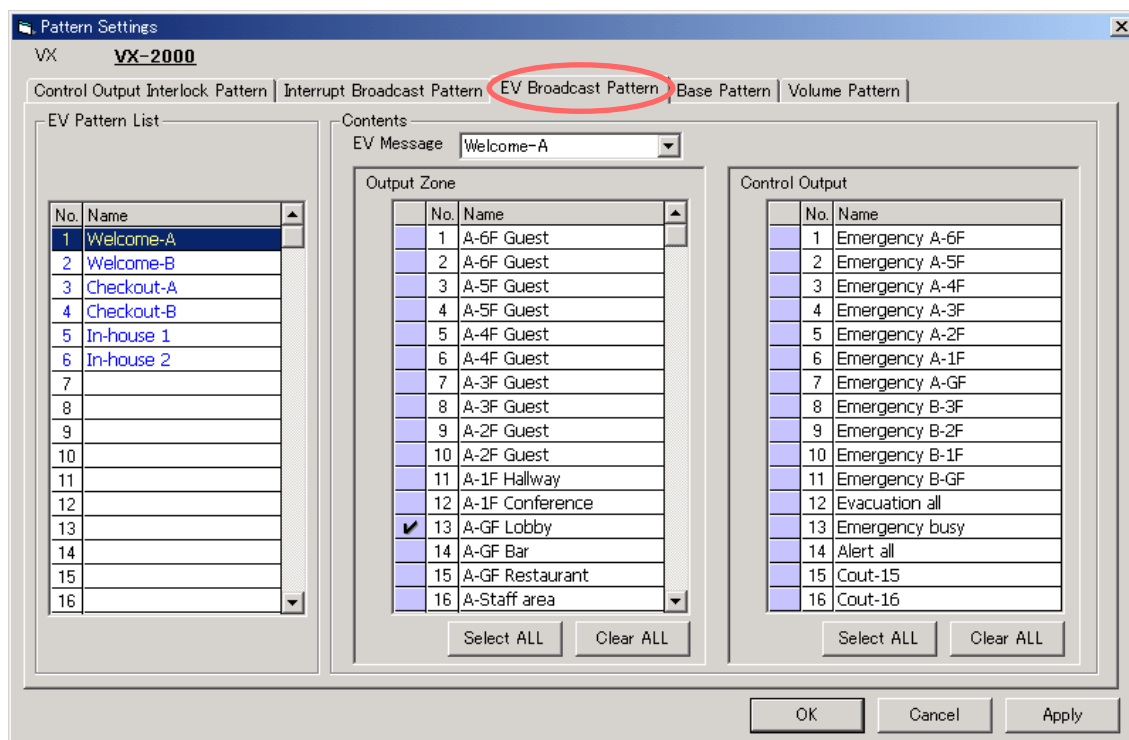 Pattern Settings
VX VX-2000
Control Output Interlock Pattern Interrupt Broadcast Pattern EV Broadcast Pattern Base Pattern Volume Pattern
EV Pattern List
No. Name
1 Welcome-A
2 Welcome-B
3 Checkout-A
4 Checkout-B
5 In-house 1
6 In-house 2
7
8
9
10
11
12
13
14
15
16
Contents
EV Message Welcome-A
Output Zone
No. Name
1 A-6F Guest
2 A-6F Guest
3 A-5F Guest
4 A-5F Guest
5 A-4F Guest
6 A-4F Guest
7 A-3F Guest
8 A-3F Guest
9 A-2F Guest
10 A-2F Guest
11 A-1F Hallway
12 A-1F Conference
13 A-GF Lobby
14 A-GF Bar
15 A-GF Restaurant
16 A-Staff area
Select ALL Clear ALL
Control Output
No. Name
1 Emergency A-6F
2 Emergency A-5F
3 Emergency A-4F
4 Emergency A-3F
5 Emergency A-2F
6 Emergency A-1F
7 Emergency A-GF
8 Emergency B-3F
9 Emergency B-2F
10 Emergency B-1F
11 Emergency B-GF
12 Evacuation all
13 Emergency busy
14 Alert all
15 Cout-15
16 Cout-16
Select ALL Clear ALL
OK Cancel Apply